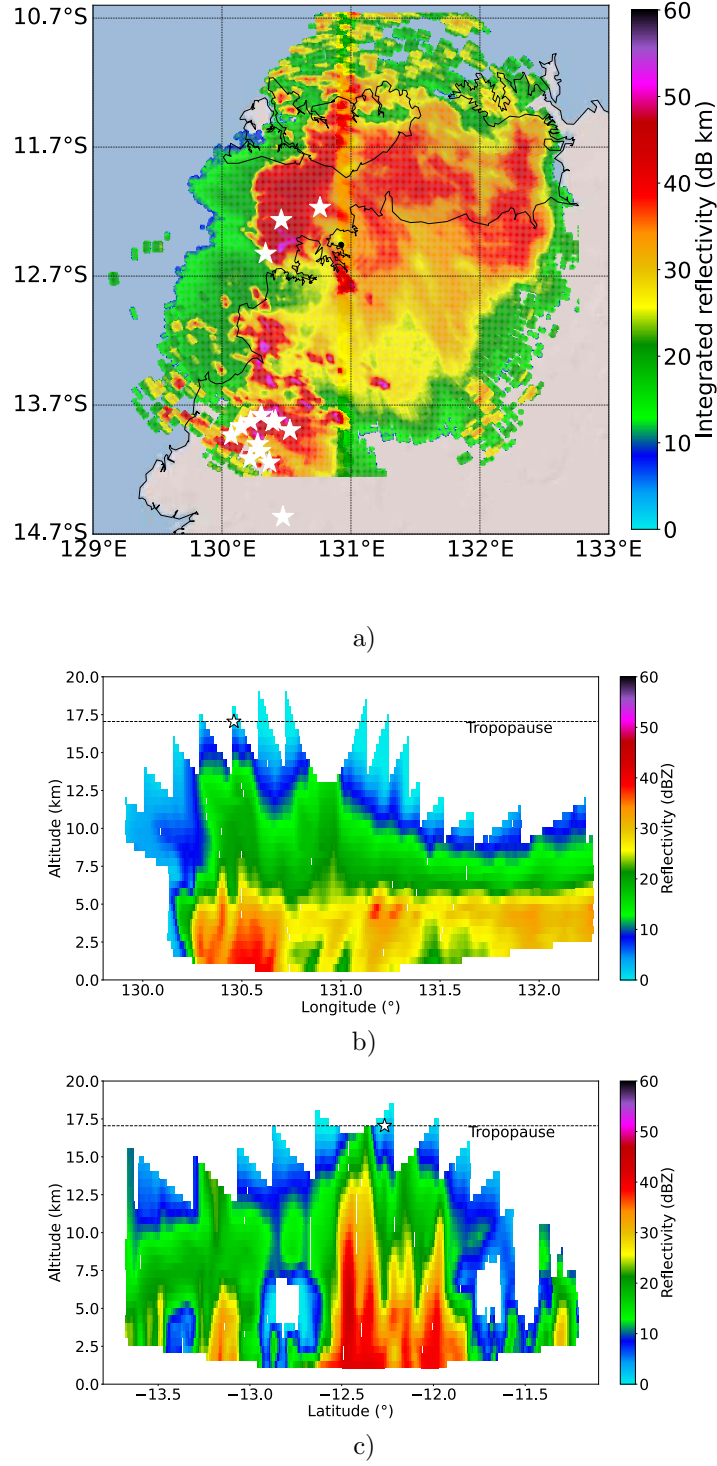 10.7°S
11.7°S
12.7°S
13.7°S
14.7°S
129°E 130°E 131°E 132°E 133°E
60
50
40
30
20
10
0
Integrated reflectivity (dB km)
a)
20.0
17.5
15.0
12.5
10.0
7.5
5.0
2.5
0.0
Altitude (km)
Tropopause
130.0 130.5 131.0 131.5 132.0
Longitude (°)
60
50
40
30
20
10
0
Reflectivity (dBZ)
b)
20.0
17.5
15.0
12.5
10.0
7.5
5.0
2.5
0.0
Altitude (km)
Tropopause
−13.5 −13.0 −12.5 −12.0 −11.5
Latitude (°)
60
50
40
30
20
10
0
Reflectivity (dBZ)
c)